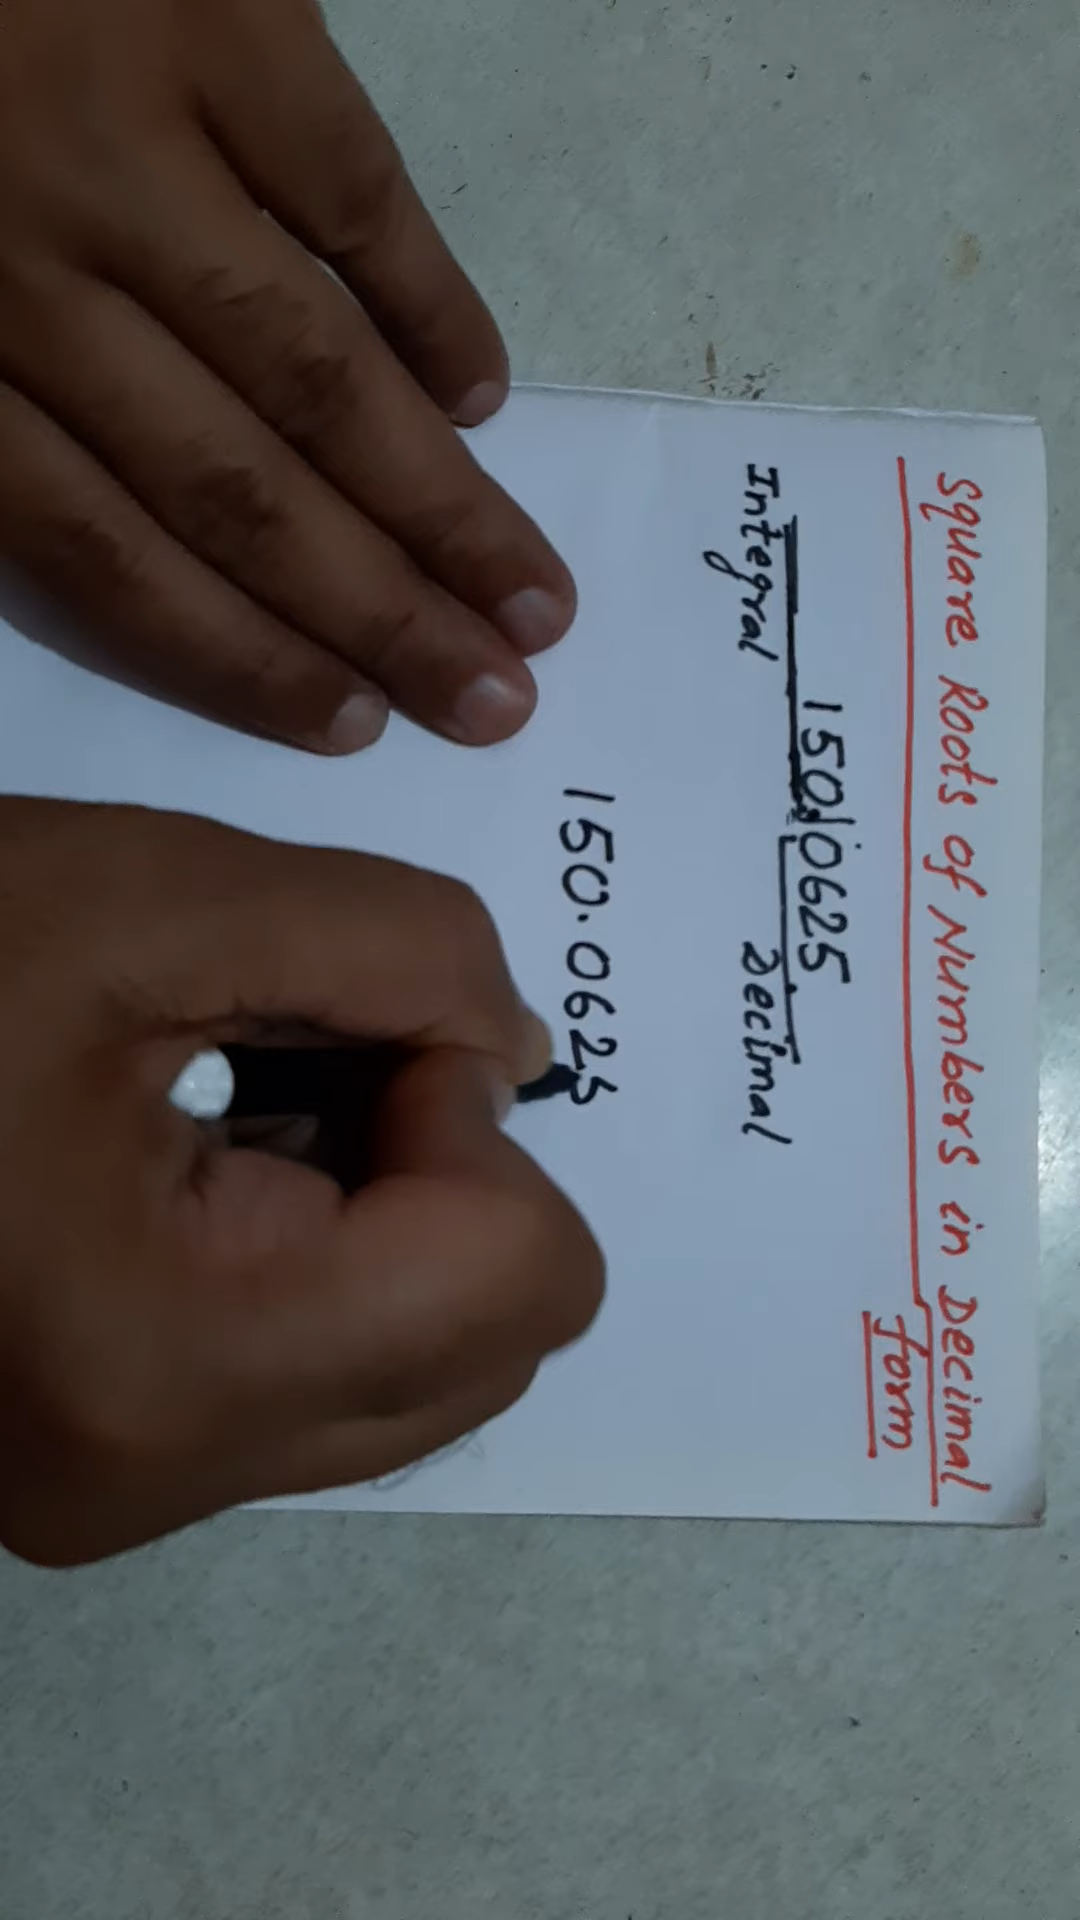 Square Roots of Numbers in Decimal
form
150.0625
Integral Decimal
150.0625